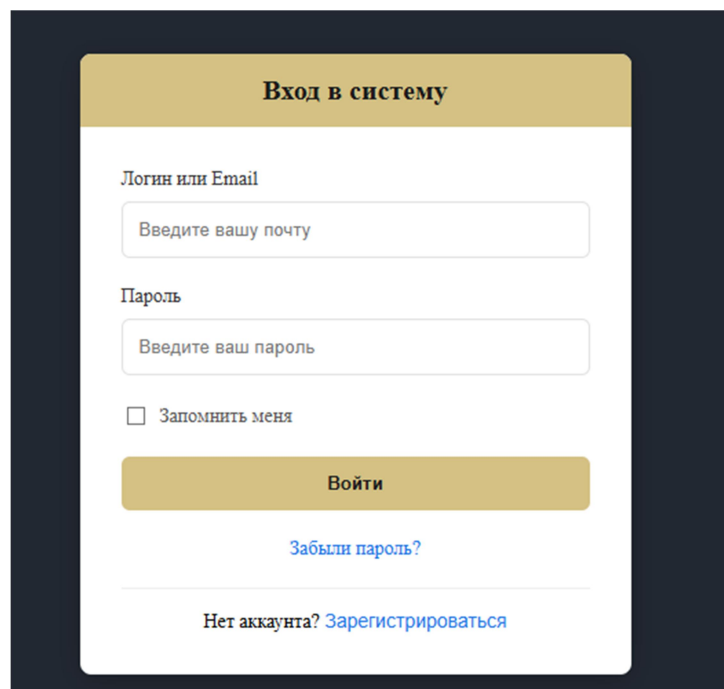 Вход в систему
Логин или Email
Введите вашу почту
Пароль
Введите ваш пароль
Запомнить меня
Войти
Забыли пароль?
Нет аккаунта? Зарегистрироваться